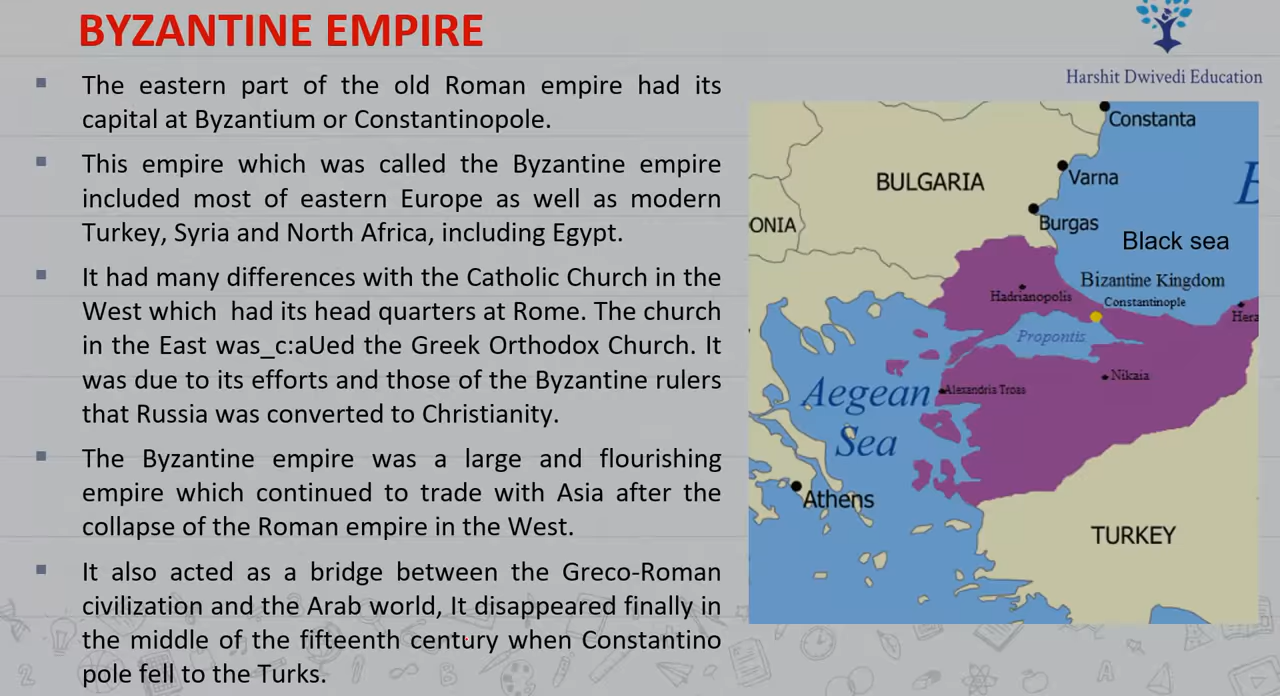 BYZANTINE EMPIRE
Harshit Dwivedi Education
▪ The eastern part of the old Roman empire had its
capital at Byzantium or Constantinopole.
▪ This empire which was called the Byzantine empire
included most of eastern Europe as well as modern
Turkey, Syria and North Africa, including Egypt.
▪ It had many differences with the Catholic Church in the
West which had its head quarters at Rome. The church
in the East was_c:aUed the Greek Orthodox Church. It
was due to its efforts and those of the Byzantine rulers
that Russia was converted to Christianity.
▪ The Byzantine empire was a large and flourishing
empire which continued to trade with Asia after the
collapse of the Roman empire in the West.
▪ It also acted as a bridge between the Greco-Roman
civilization and the Arab world, It disappeared finally in
the middle of the fifteenth century when Constantino
pole fell to the Turks.
Constanta
BULGARIA
Varna
B
ONIA
Burgas
Black sea
Bizantine Kingdom
Hadrianopolis
Constantinople
Hera
Propontis
Nikaia
Alexandria Troas
Aegean
Sea
Athens
TURKEY